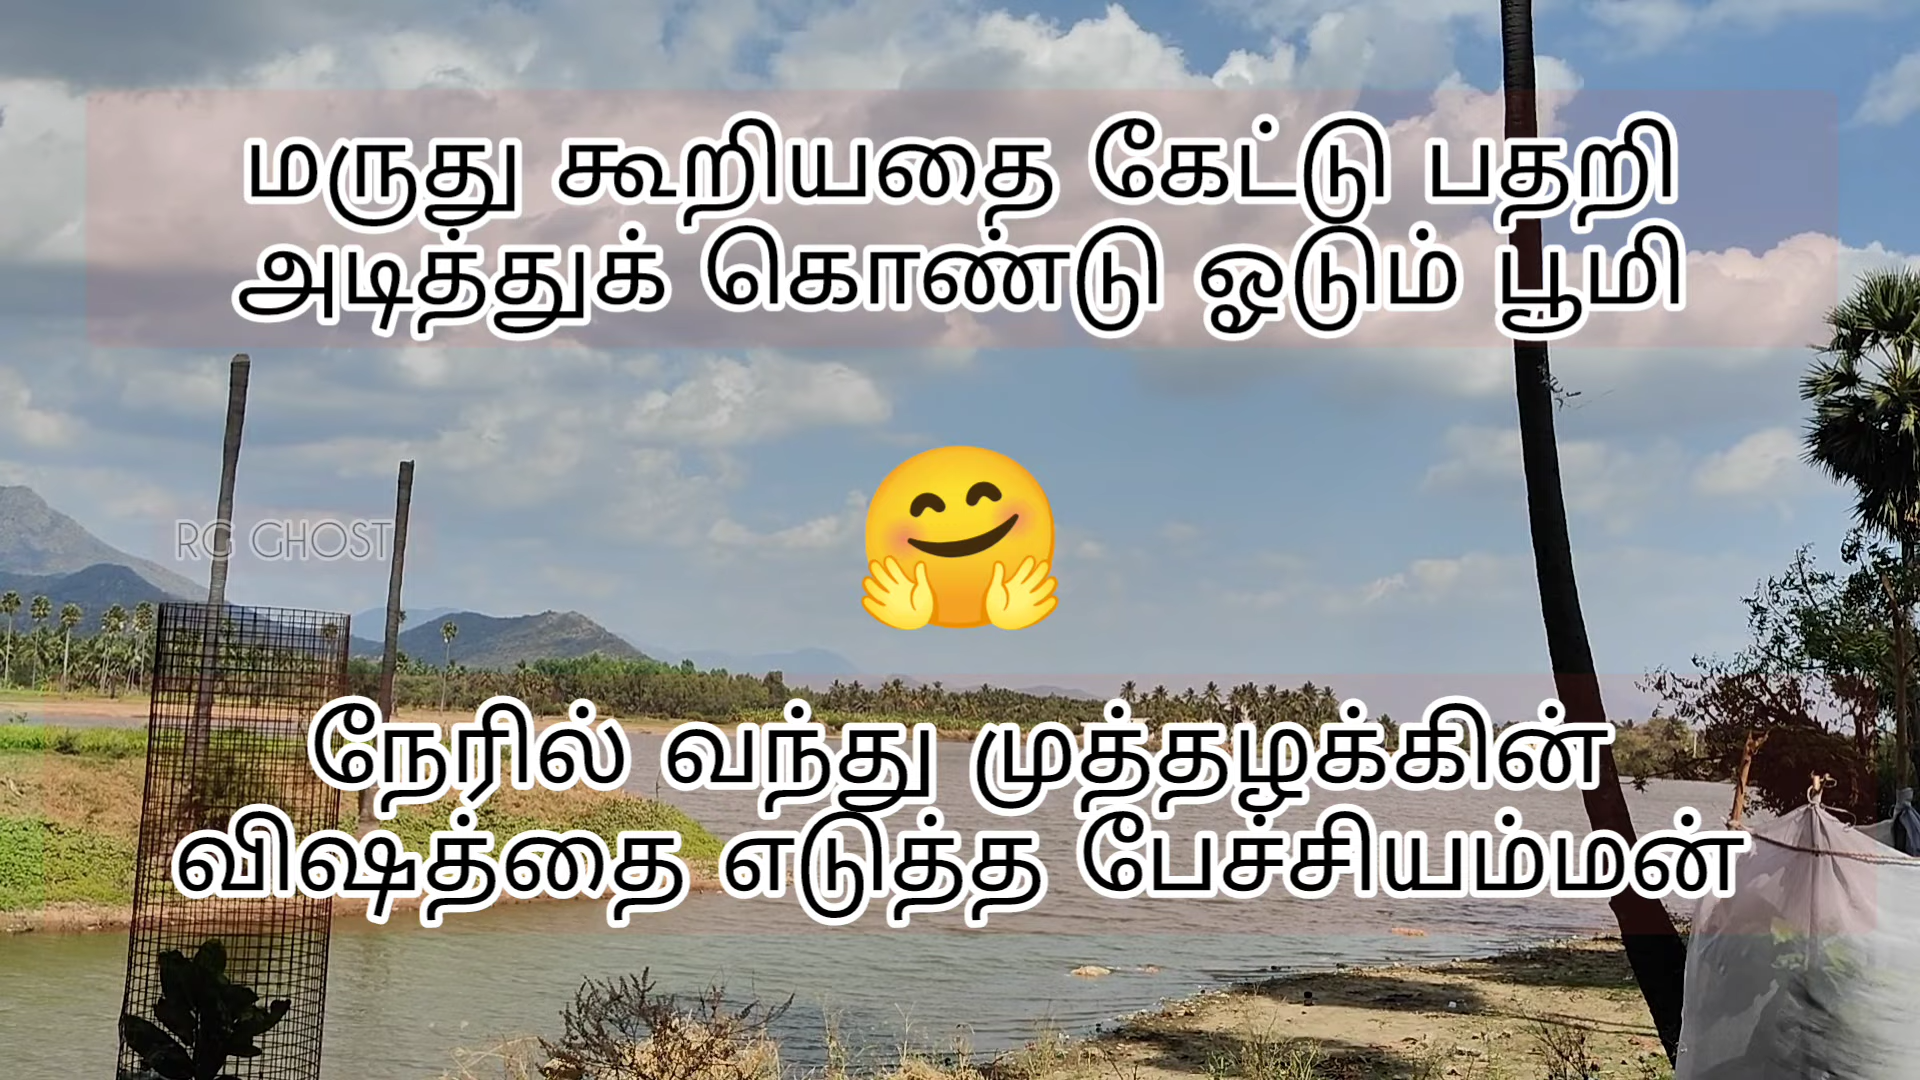 மருது கூறியதை கேட்டு பதறி
அடித்துக் கொண்டு ஓடும் பூமி
RG GHOST
நேரில் வந்து முத்தழக்கின்
விஷத்தை எடுத்த பேச்சியம்மன்